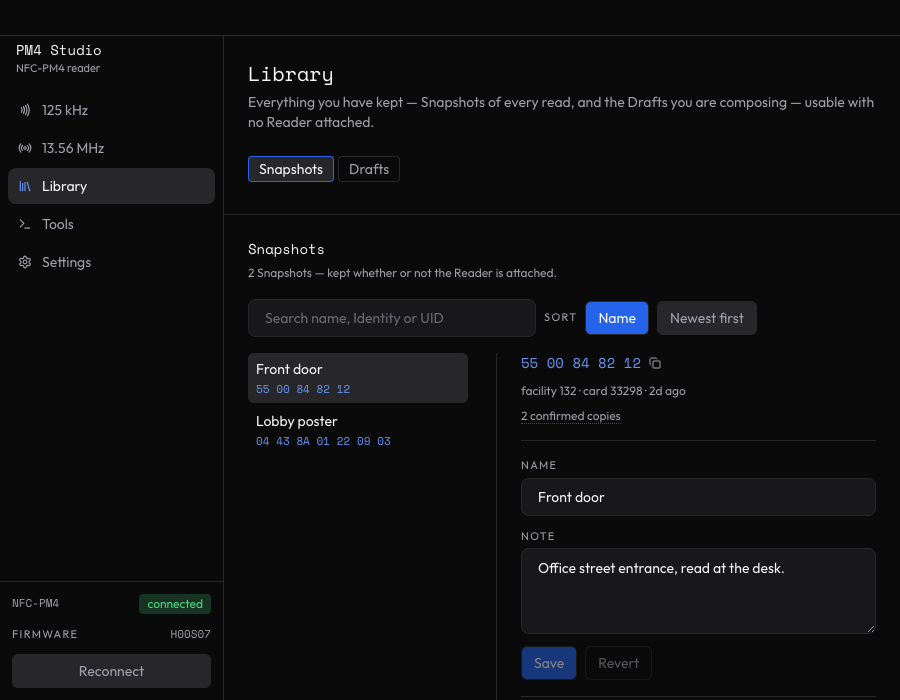 PM4 Studio
NFC-PM4 reader
125 kHz
13.56 MHz
Library
Tools
Settings
NFC-PM4
connected
FIRMWARE
H00S07
Reconnect
Library
Everything you have kept — Snapshots of every read, and the Drafts you are composing — usable with
no Reader attached.
Snapshots
Drafts
Snapshots
2 Snapshots — kept whether or not the Reader is attached.
Search name, Identity or UID
SORT
Name
Newest first
Front door
55 00 84 82 12
Lobby poster
04 43 8A 01 22 09 03
55 00 84 82 12
facility 132 · card 33298 · 2d ago
2 confirmed copies
NAME
Front door
NOTE
Office street entrance, read at the desk.
Save
Revert